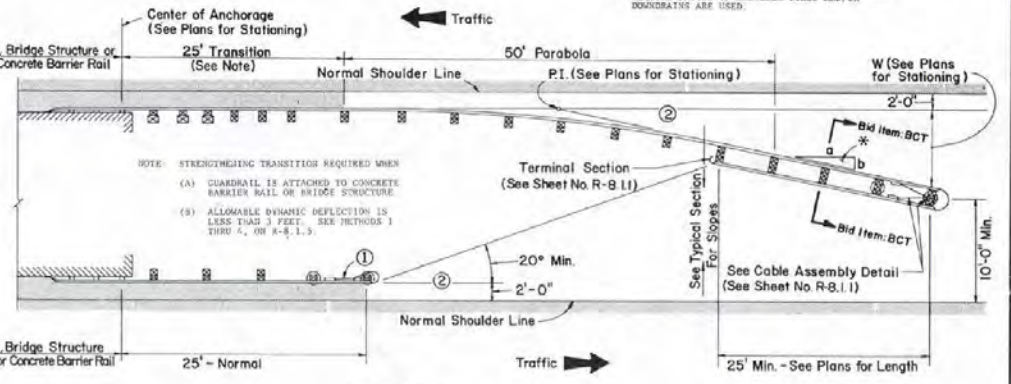 DOWNDRAINS ARE USED.
Center of Anchorage
(See Plans for Stationing)
Traffic
Bridge Structure or
Concrete Barrier Rail
25' Transition
(See Note)
50' Parabola
Normal Shoulder Line
P.I. (See Plans for Stationing)
W (See Plans
for Stationing)
2'-0"
②
Bid Item: BCT
*
a
b
NOTE: STRENGTHENING TRANSITION REQUIRED WHEN
(A) GUARDRAIL IS ATTACHED TO CONCRETE
BARRIER RAIL OR BRIDGE STRUCTURE
(B) ALLOWABLE DYNAMIC DEFLECTION IS
LESS THAN 3 FEET. SEE METHODS 1
THRU 4, ON R-8.1.5.
Terminal Section
(See Sheet No. R-8.1.1)
See Typical Section
For Slopes
Bid Item: BCT
10'-0" Min.
①
20° Min.
②
2'-0"
See Cable Assembly Detail
(See Sheet No. R-8.1.1)
Normal Shoulder Line
Bridge Structure
or Concrete Barrier Rail
25' - Normal
Traffic
25' Min. - See Plans for Length